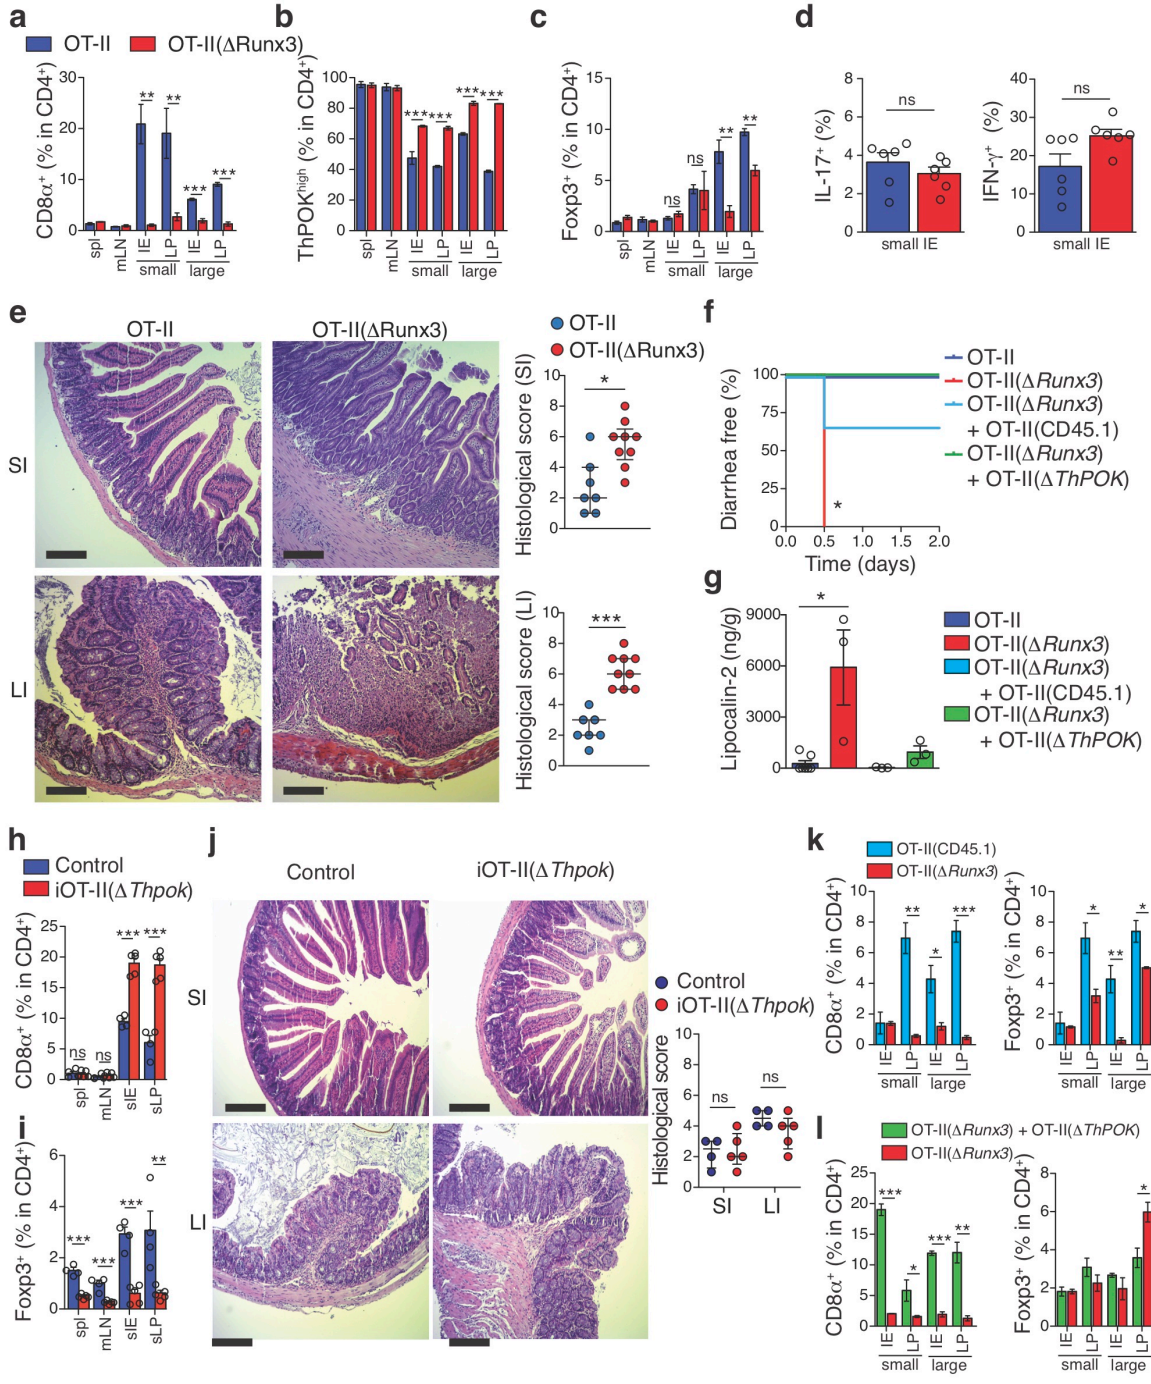 a
OT-II
OT-II(ΔRunx3)
CD8α⁺ (% in CD4⁺)
30
20
10
0
** ** *** ***
spl mLN IE LP IE LP
small large
b
ThPOKʰⁱᵍʰ (% in CD4⁺)
100
80
60
40
20
0
*** *** *** ***
spl mLN IE LP IE LP
small large
c
Foxp3⁺ (% in CD4⁺)
15
10
5
0
ns ns ** **
spl mLN IE LP IE LP
small large
d
IL-17⁺ (%)
8
6
4
2
0
ns
small IE
IFN-γ⁺ (%)
40
30
20
10
0
ns
small IE
e
OT-II
OT-II(ΔRunx3)
SI
LI
OT-II
OT-II(ΔRunx3)
Histological score (SI)
10
8
6
4
2
0
*
Histological score (LI)
10
8
6
4
2
0
***
f
Diarrhea free (%)
100
75
50
25
0
*
0.0 0.5 1.0 1.5 2.0
Time (days)
OT-II
OT-II(ΔRunx3)
OT-II(ΔRunx3)
+ OT-II(CD45.1)
OT-II(ΔRunx3)
+ OT-II(ΔThPOK)
g
Lipocalin-2 (ng/g)
9000
6000
3000
0
*
OT-II
OT-II(ΔRunx3)
OT-II(ΔRunx3)
+ OT-II(CD45.1)
OT-II(ΔRunx3)
+ OT-II(ΔThPOK)
h
Control
iOT-II(ΔThpok)
CD8α⁺ (% in CD4⁺)
25
20
15
10
5
0
ns ns *** ***
spl mLN sIE sLP
i
Foxp3⁺ (% in CD4⁺)
6
4
2
0
*** *** *** **
spl mLN sIE sLP
j
Control
iOT-II(ΔThpok)
SI
LI
Control
iOT-II(ΔThpok)
Histological score
10
8
6
4
2
0
ns ns
SI LI
k
OT-II(CD45.1)
OT-II(ΔRunx3)
CD8α⁺ (% in CD4⁺)
10
8
6
4
2
0
** * ***
IE LP IE LP
small large
Foxp3⁺ (% in CD4⁺)
10
8
6
4
2
0
* ** *
IE LP IE LP
small large
l
OT-II(ΔRunx3) + OT-II(ΔThPOK)
OT-II(ΔRunx3)
CD8α⁺ (% in CD4⁺)
25
20
15
10
5
0
*** * *** **
IE LP IE LP
small large
Foxp3⁺ (% in CD4⁺)
8
6
4
2
0
*
IE LP IE LP
small large